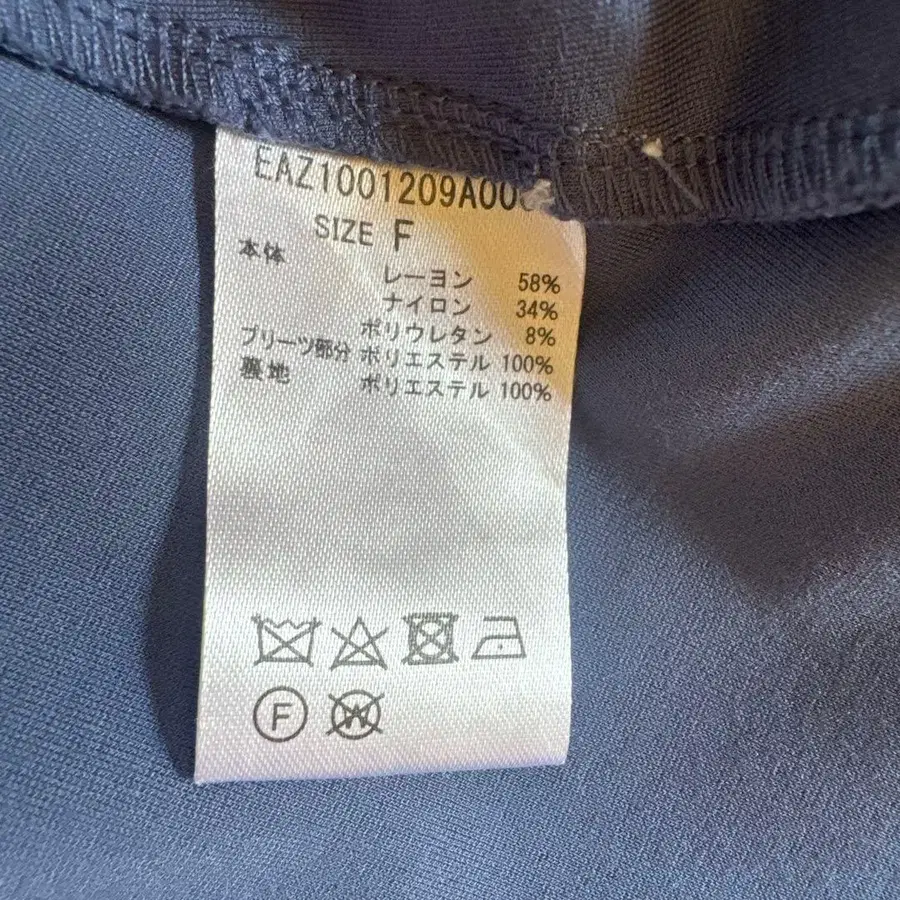 EAZ1001209A00
SIZE F
本体
レーヨン 58%
ナイロン 34%
ポリウレタン 8%
プリーツ部分 ポリエステル 100%
裏地 ポリエステル 100%
F W